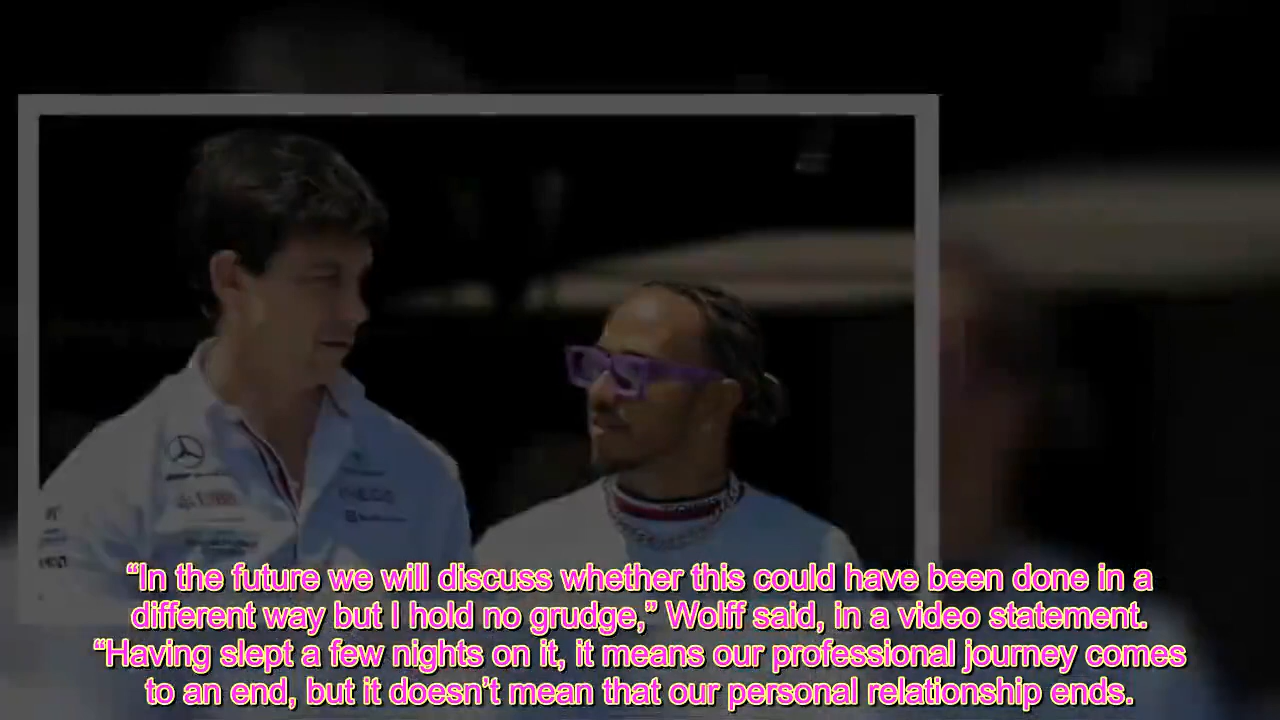 “In the future we will discuss whether this could have been done in a
different way but I hold no grudge,” Wolff said, in a video statement.
“Having slept a few nights on it, it means our professional journey comes
to an end, but it doesn’t mean that our personal relationship ends.